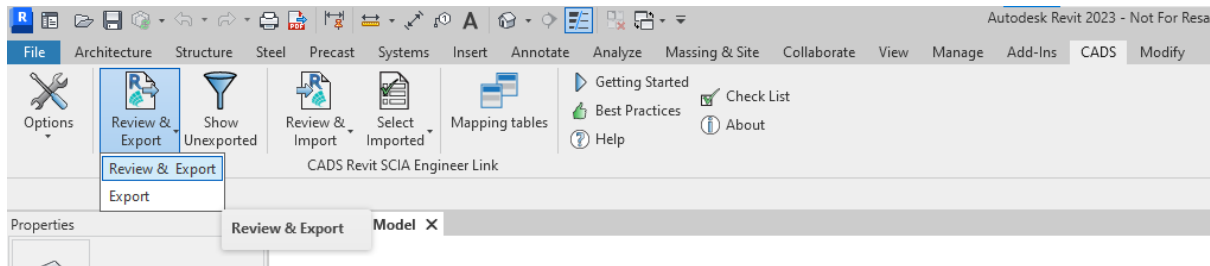 R
PDF
A
Autodesk Revit 2023 - Not For Resa
File Architecture Structure Steel Precast Systems Insert Annotate Analyze Massing & Site Collaborate View Manage Add-Ins CADS Modify
Options
Review & Export
Show Unexported
Review & Import
Select Imported
Mapping tables
Getting Started
Best Practices
Help
Check List
About
CADS Revit SCIA Engineer Link
Review & Export
Export
Review & Export
Properties
Model